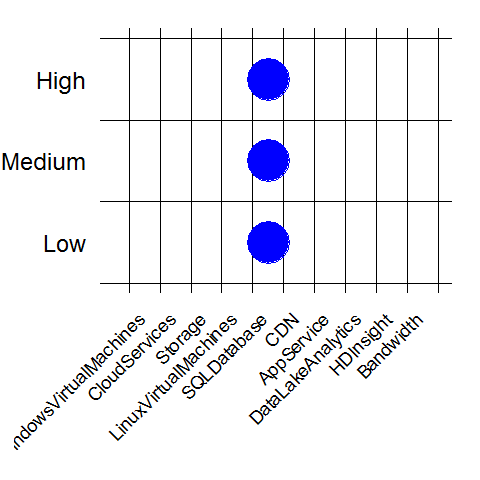 High
Medium
Low
ndowsVirtualMachines
CloudServices
Storage
LinuxVirtualMachines
SQLDatabase
CDN
AppService
DataLakeAnalytics
HDInsight
Bandwidth